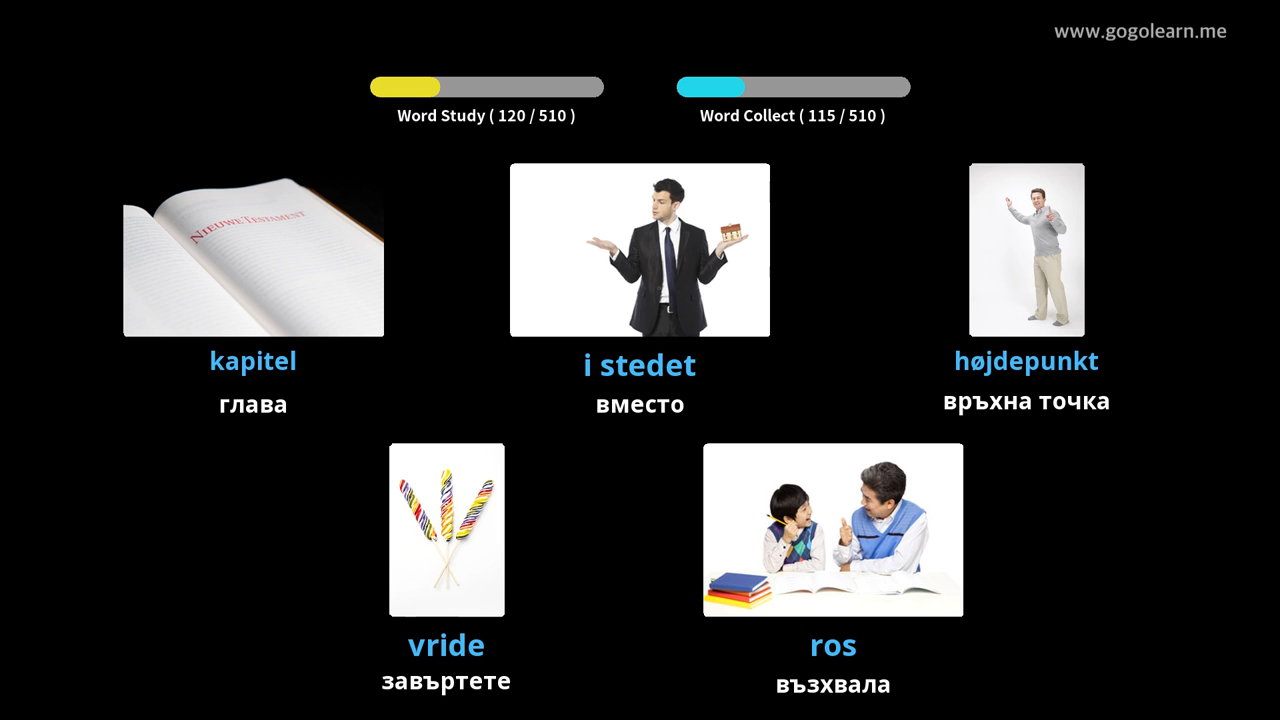 www.gogolearn.me
Word Study ( 120 / 510 )
Word Collect ( 115 / 510 )
NIEUWE TESTAMENT
kapitel
i stedet
højdepunkt
глава
вместо
връхна точка
vride
ros
завъртете
възхвала